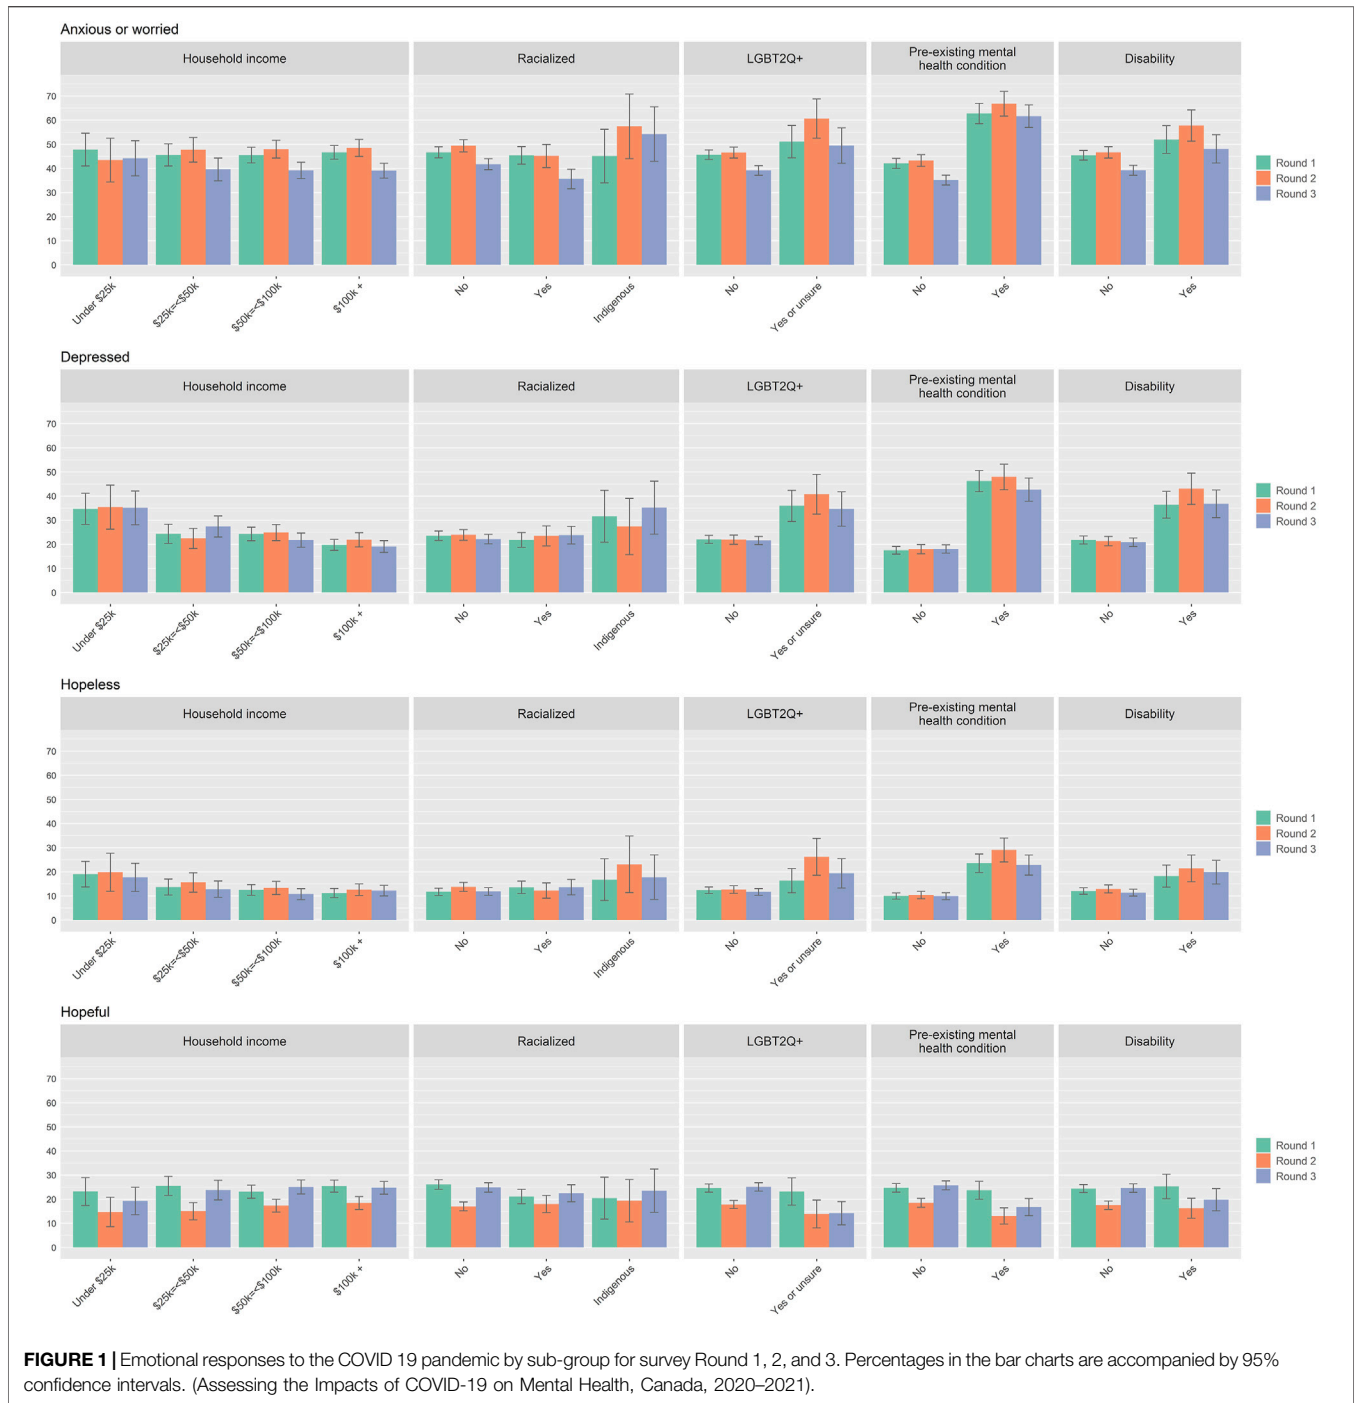 Anxious or worried
Household income
Racialized
LGBT2Q+
Pre-existing mental
health condition
Disability
70
60
50
40
30
20
10
0
Under $25k
$25k=<$50k
$50k=<$100k
$100k +
No
Yes
Indigenous
No
Yes or unsure
No
Yes
No
Yes
Round 1
Round 2
Round 3
Depressed
Household income
Racialized
LGBT2Q+
Pre-existing mental
health condition
Disability
70
60
50
40
30
20
10
0
Under $25k
$25k=<$50k
$50k=<$100k
$100k +
No
Yes
Indigenous
No
Yes or unsure
No
Yes
No
Yes
Round 1
Round 2
Round 3
Hopeless
Household income
Racialized
LGBT2Q+
Pre-existing mental
health condition
Disability
70
60
50
40
30
20
10
0
Under $25k
$25k=<$50k
$50k=<$100k
$100k +
No
Yes
Indigenous
No
Yes or unsure
No
Yes
No
Yes
Round 1
Round 2
Round 3
Hopeful
Household income
Racialized
LGBT2Q+
Pre-existing mental
health condition
Disability
70
60
50
40
30
20
10
0
Under $25k
$25k=<$50k
$50k=<$100k
$100k +
No
Yes
Indigenous
No
Yes or unsure
No
Yes
No
Yes
Round 1
Round 2
Round 3
FIGURE 1 | Emotional responses to the COVID 19 pandemic by sub-group for survey Round 1, 2, and 3. Percentages in the bar charts are accompanied by 95%
confidence intervals. (Assessing the Impacts of COVID-19 on Mental Health, Canada, 2020–2021).